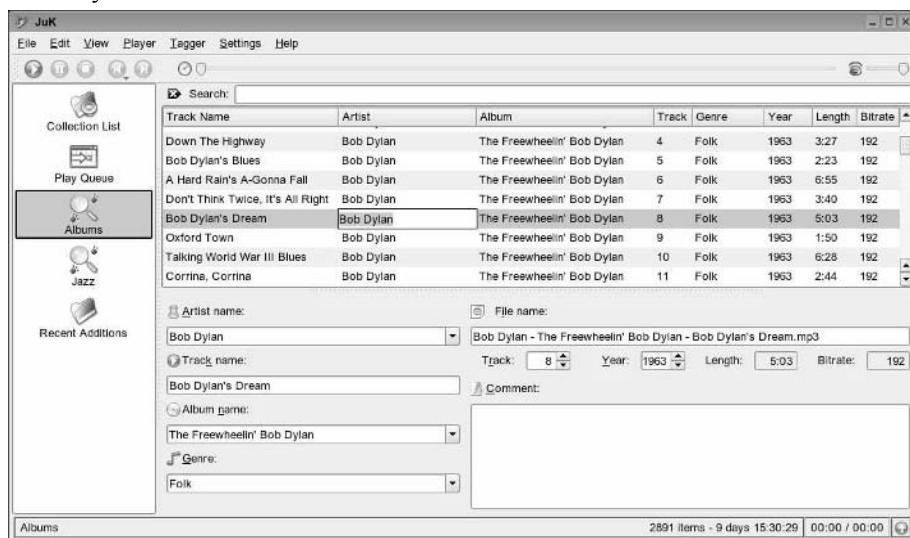 JuK
File Edit View Player Tagger Settings Help
Search:
Collection List
Play Queue
Albums
Jazz
Recent Additions
Track Name Artist Album Track Genre Year Length Bitrate
Down The Highway Bob Dylan The Freewheelin' Bob Dylan 4 Folk 1963 3:27 192
Bob Dylan's Blues Bob Dylan The Freewheelin' Bob Dylan 5 Folk 1963 2:23 192
A Hard Rain's A-Gonna Fall Bob Dylan The Freewheelin' Bob Dylan 6 Folk 1963 6:55 192
Don't Think Twice, It's All Right Bob Dylan The Freewheelin' Bob Dylan 7 Folk 1963 3:40 192
Bob Dylan's Dream Bob Dylan The Freewheelin' Bob Dylan 8 Folk 1963 5:03 192
Oxford Town Bob Dylan The Freewheelin' Bob Dylan 9 Folk 1963 1:50 192
Talking World War III Blues Bob Dylan The Freewheelin' Bob Dylan 10 Folk 1963 6:28 192
Corrina, Corrina Bob Dylan The Freewheelin' Bob Dylan 11 Folk 1963 2:44 192
Artist name:
Bob Dylan
Track name:
Bob Dylan's Dream
Album name:
The Freewheelin' Bob Dylan
Genre:
Folk
File name:
Bob Dylan - The Freewheelin' Bob Dylan - Bob Dylan's Dream.mp3
Track: 8 Year: 1963 Length: 5:03 Bitrate: 192
Comment:
Albums 2891 items - 9 days 15:30:29 00:00 / 00:00